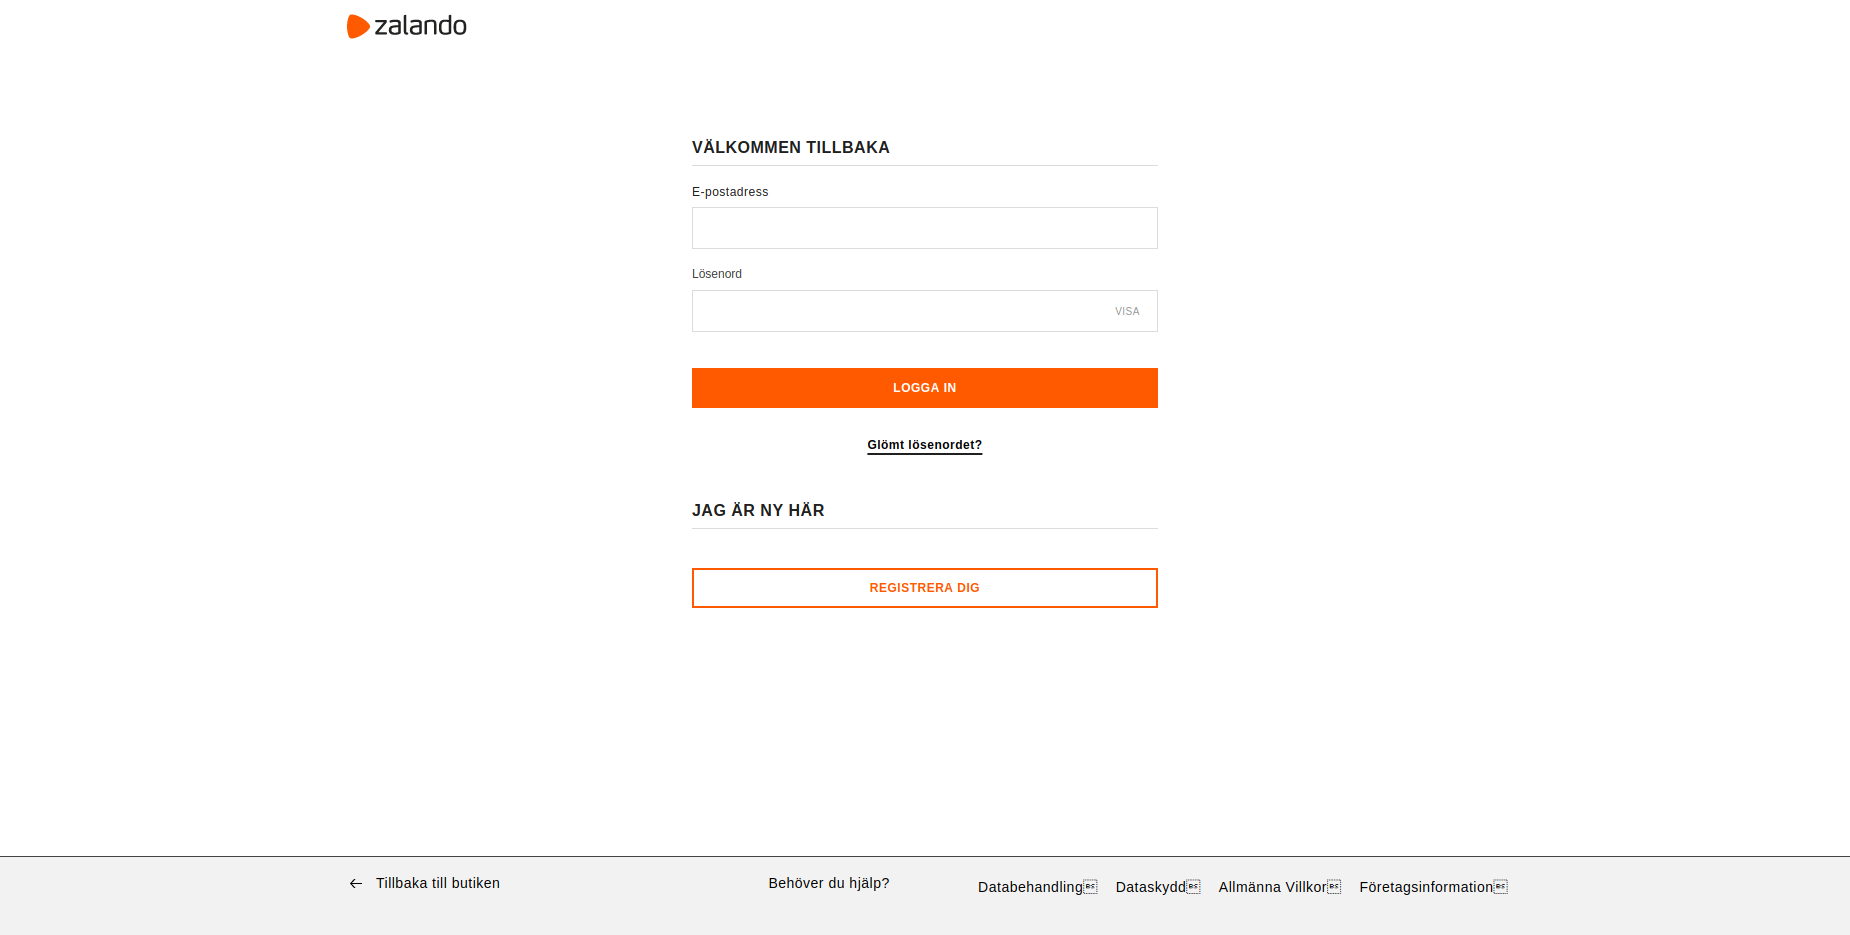 zalando
VÄLKOMMEN TILLBAKA
E-postadress
Lösenord
VISA
LOGGA IN
Glömt lösenordet?
JAG ÄR NY HÄR
REGISTRERA DIG
Tillbaka till butiken
Behöver du hjälp?
Databehandling Dataskydd Allmänna Villkor Företagsinformation